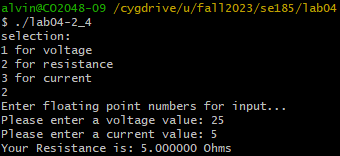 alvin@CO2048-09 /cygdrive/u/fall2023/se185/lab04
$ ./lab04-2_4
selection:
1 for voltage
2 for resistance
3 for current
2
Enter floating point numbers for input...
Please enter a voltage value: 25
Please enter a current value: 5
Your Resistance is: 5.000000 Ohms